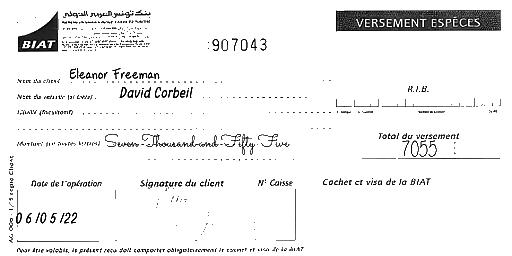 بنك تونس العربي الدولي
BIAT
VERSEMENT ESPÈCES
907043
Nom du client Eleanor Freeman
Nom du remettant (si tiers) David Corbeil
R.I.B.
Montant (en toutes lettres) Seven Thousand and Fifty Five
Total du versement
7055
Date de l'opération
Signature du client
N° Caisse
Cachet et visa de la BIAT
06/05/22
Pour être valable, le présent reçu doit comporter obligatoirement le cachet et visa de la BIAT